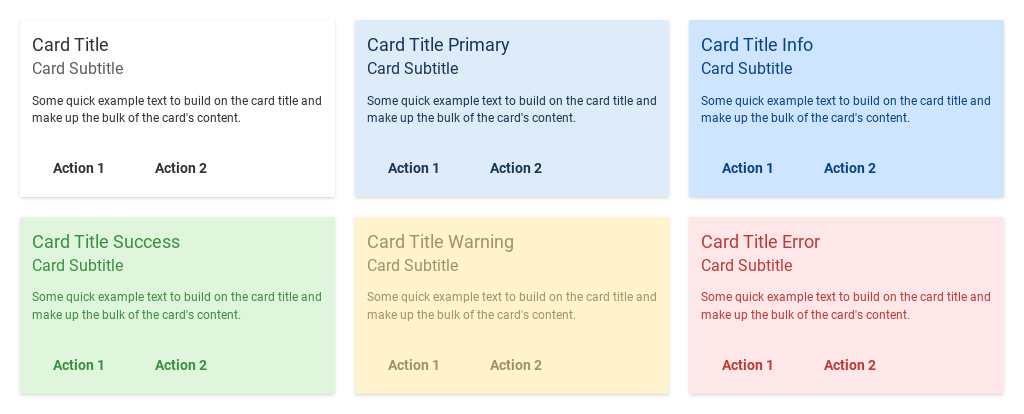 Card Title
Card Subtitle
Some quick example text to build on the card title and
make up the bulk of the card's content.
Action 1 Action 2
Card Title Primary
Card Subtitle
Some quick example text to build on the card title and
make up the bulk of the card's content.
Action 1 Action 2
Card Title Info
Card Subtitle
Some quick example text to build on the card title and
make up the bulk of the card's content.
Action 1 Action 2
Card Title Success
Card Subtitle
Some quick example text to build on the card title and
make up the bulk of the card's content.
Action 1 Action 2
Card Title Warning
Card Subtitle
Some quick example text to build on the card title and
make up the bulk of the card's content.
Action 1 Action 2
Card Title Error
Card Subtitle
Some quick example text to build on the card title and
make up the bulk of the card's content.
Action 1 Action 2